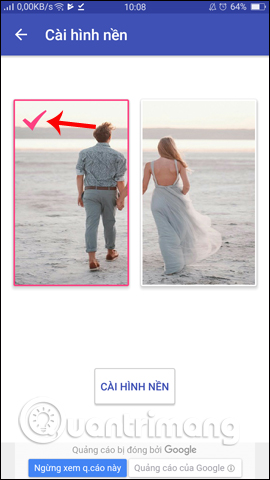 0,00KB/s 10:08 64%
Cài hình nền
CÀI HÌNH NỀN
Quantrimang
Quảng cáo bị đóng bởi Google
Ngừng xem q.cáo này Quảng cáo của Google